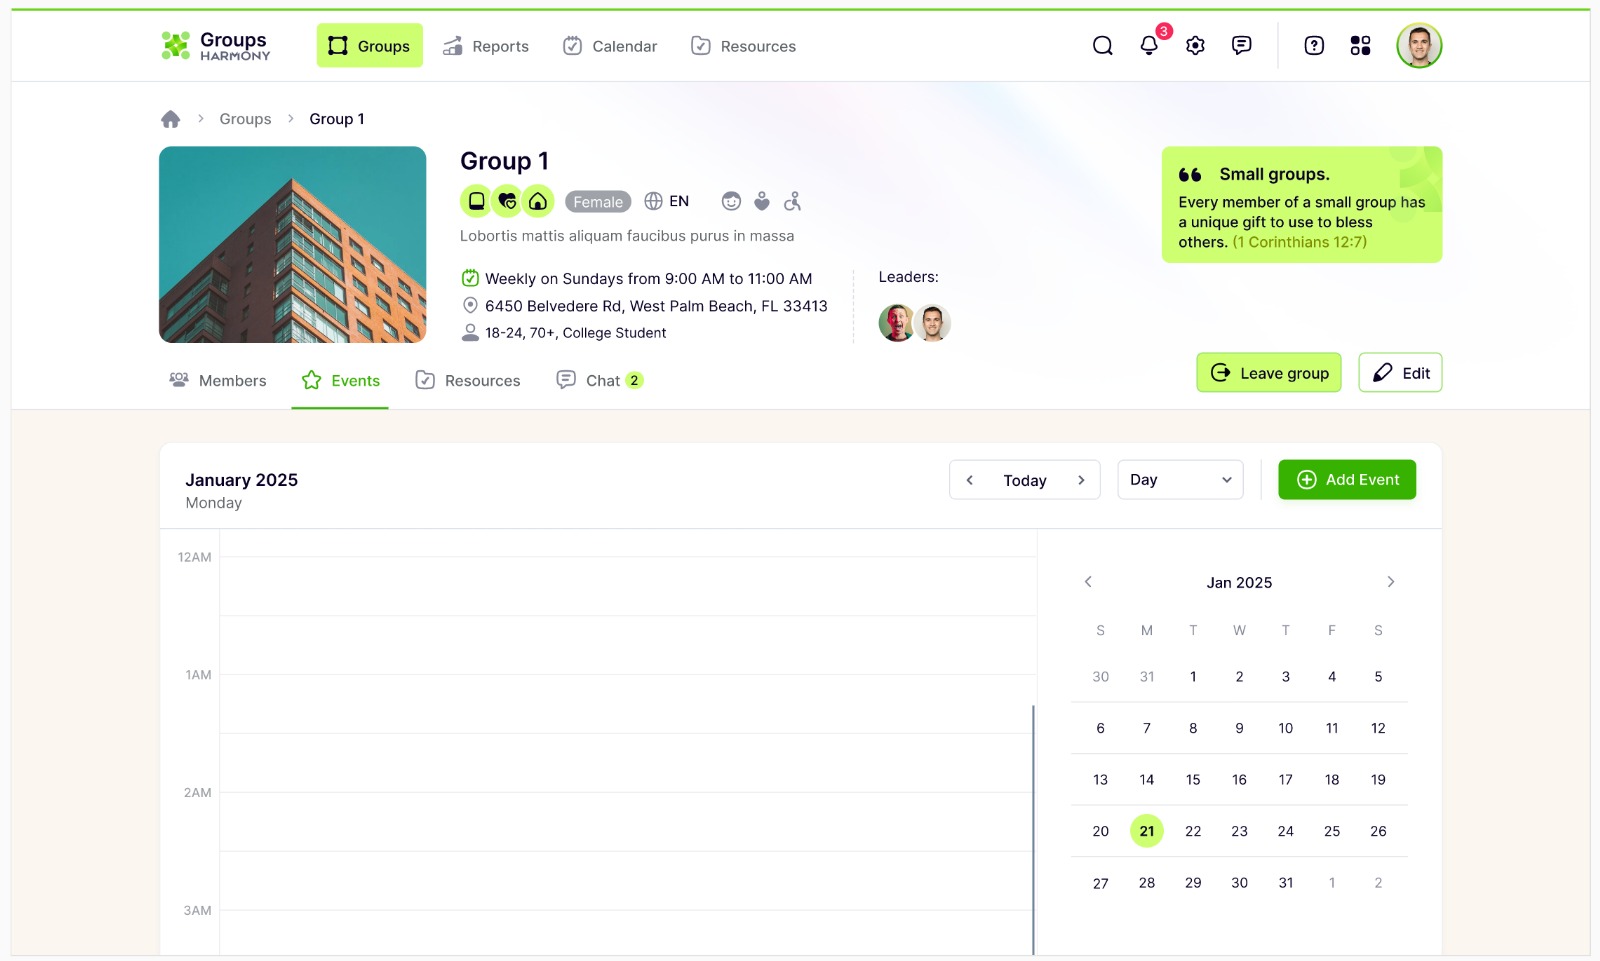 Groups
HARMONY
Groups
Reports
Calendar
Resources
3
Groups
Group 1
Group 1
Female
EN
Lobortis mattis aliquam faucibus purus in massa
Weekly on Sundays from 9:00 AM to 11:00 AM
6450 Belvedere Rd, West Palm Beach, FL 33413
18-24, 70+, College Student
Leaders:
Small groups.
Every member of a small group has
a unique gift to use to bless
others. (1 Corinthians 12:7)
Members
Events
Resources
Chat 2
Leave group
Edit
January 2025
Monday
Today
Day
Add Event
12AM
1AM
2AM
3AM
Jan 2025
S M T W T F S
30 31 1 2 3 4 5
6 7 8 9 10 11 12
13 14 15 16 17 18 19
20 21 22 23 24 25 26
27 28 29 30 31 1 2